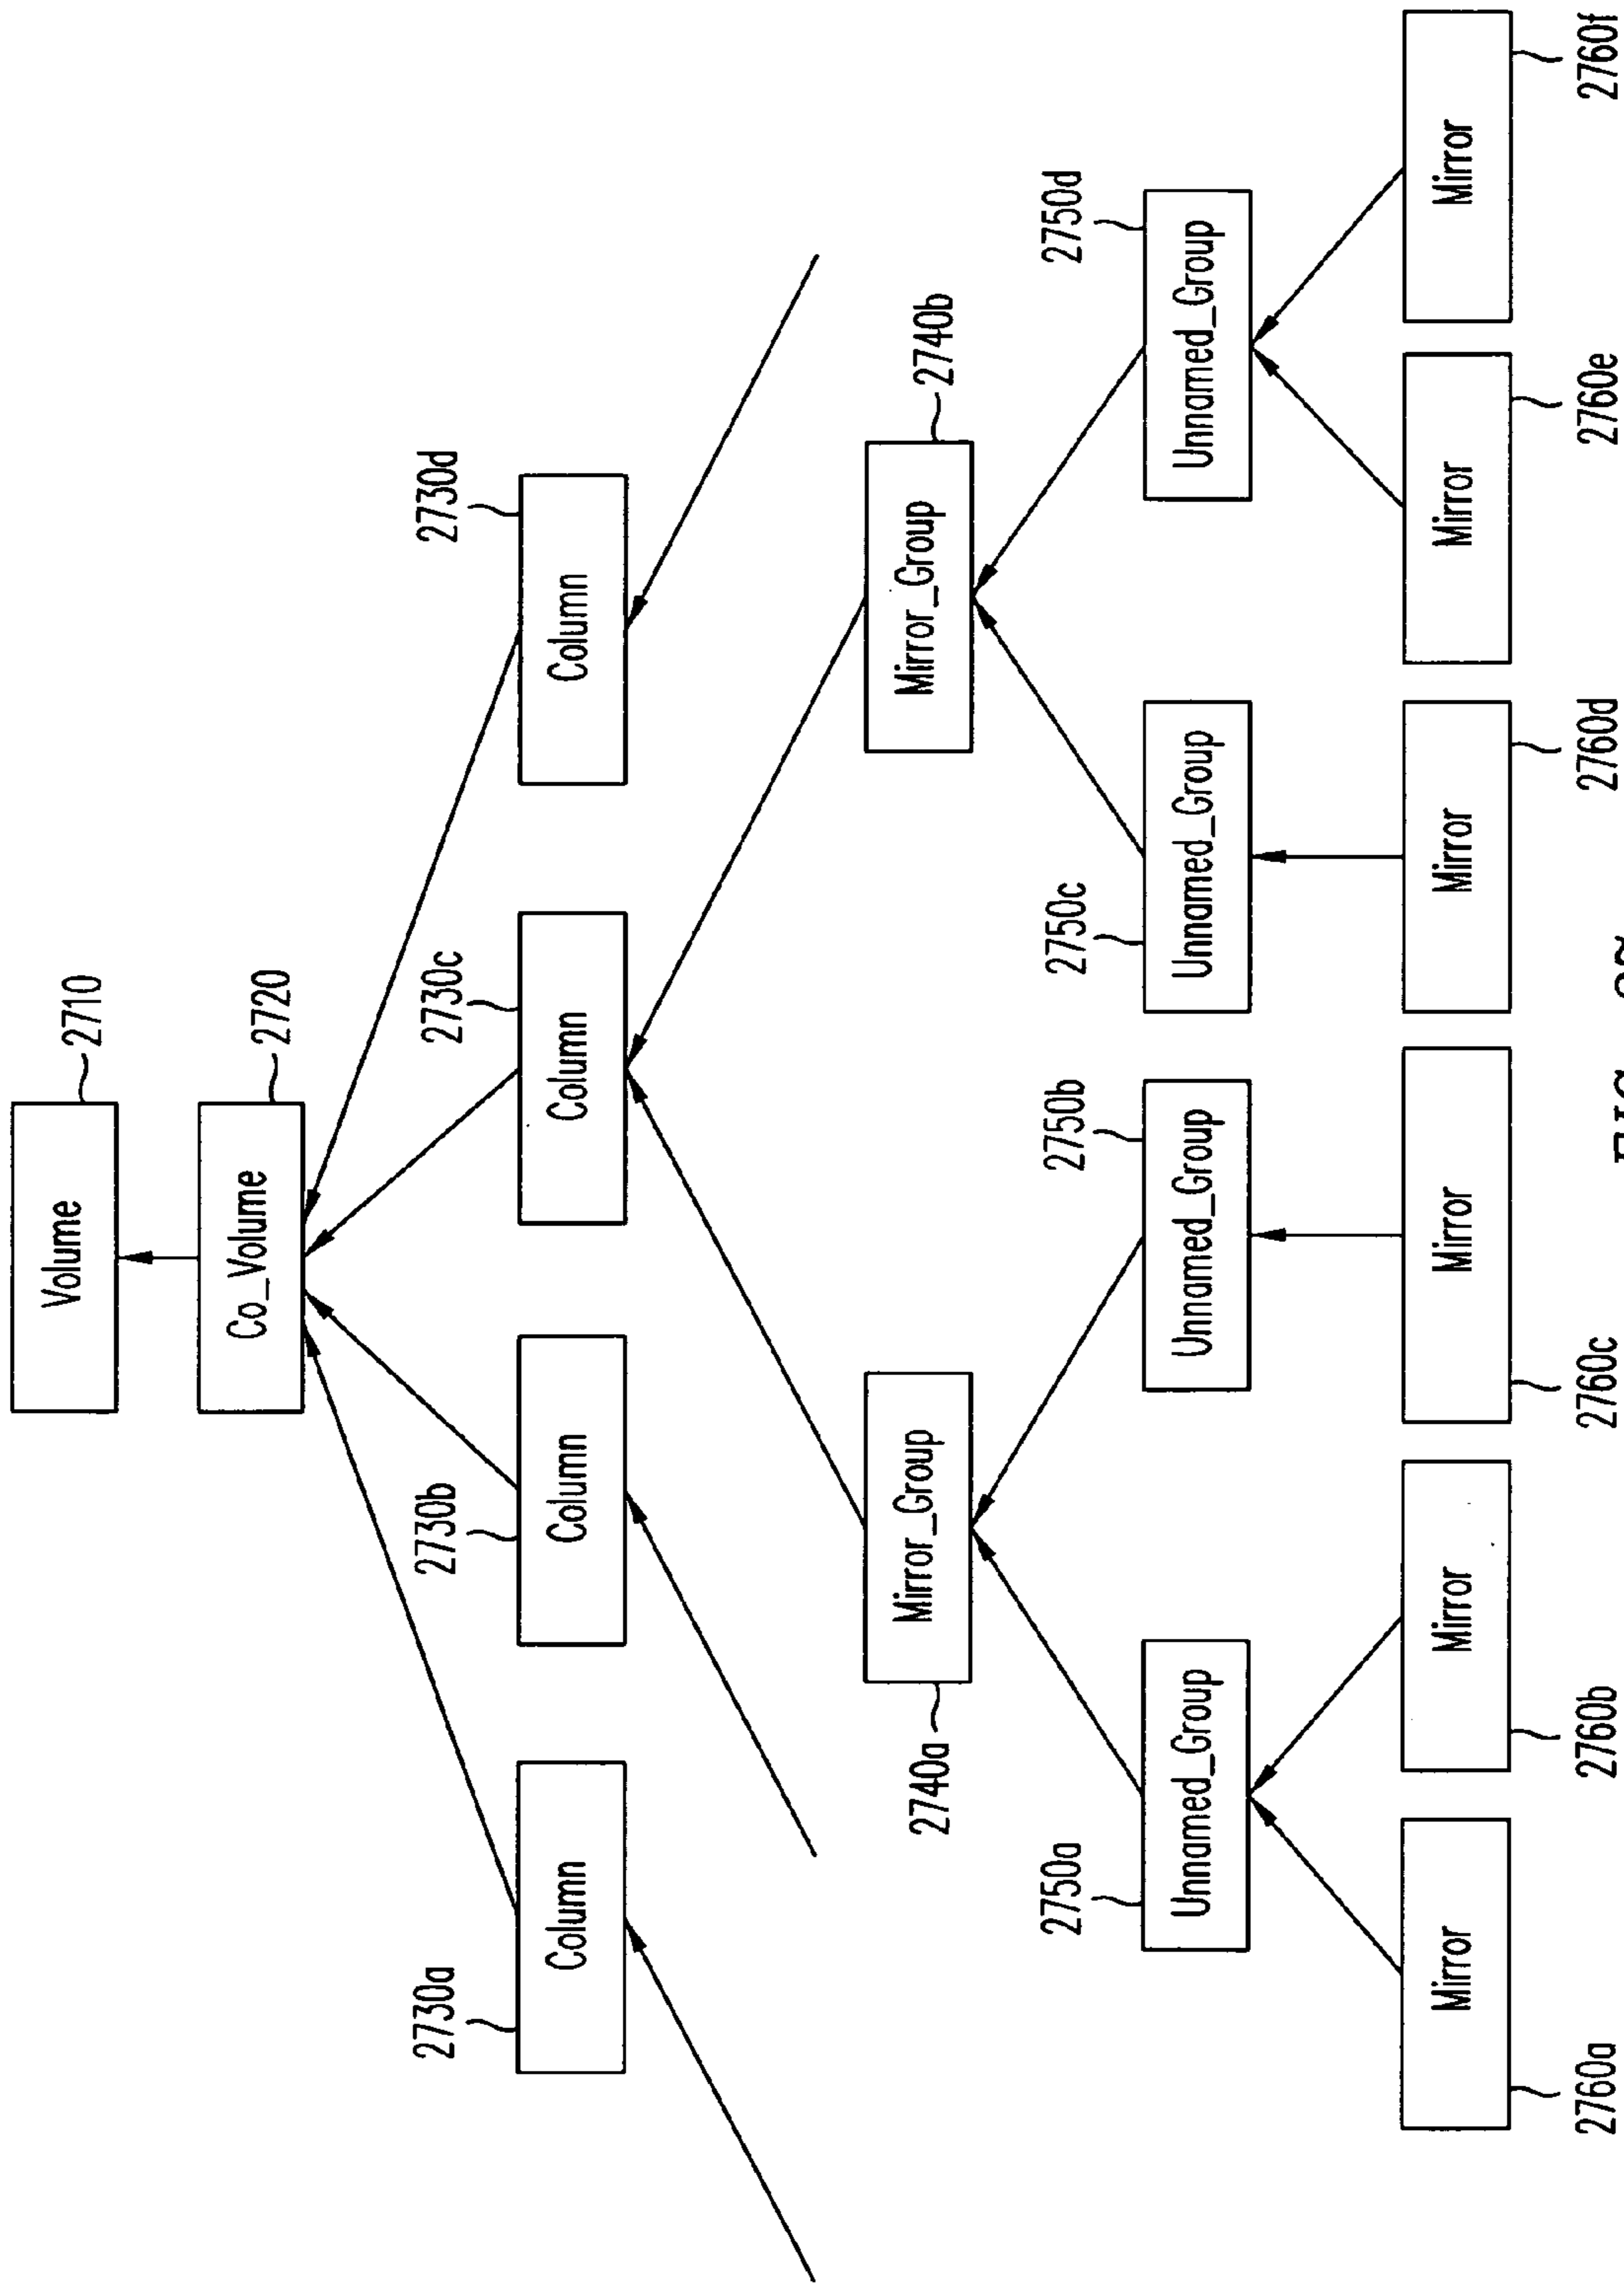 Volume
2710
Co_Volume
2720
2730a
Column
2730b
Column
2730c
Column
2730d
Column
2740a
Mirror_Group
Mirror_Group
2740b
2750a
Unnamed_Group
2750b
Unnamed_Group
2750c
Unnamed_Group
2750d
Unnamed_Group
Mirror
Mirror
Mirror
Mirror
Mirror
Mirror
2760a
2760b
2760c
2760d
2760e
2760f